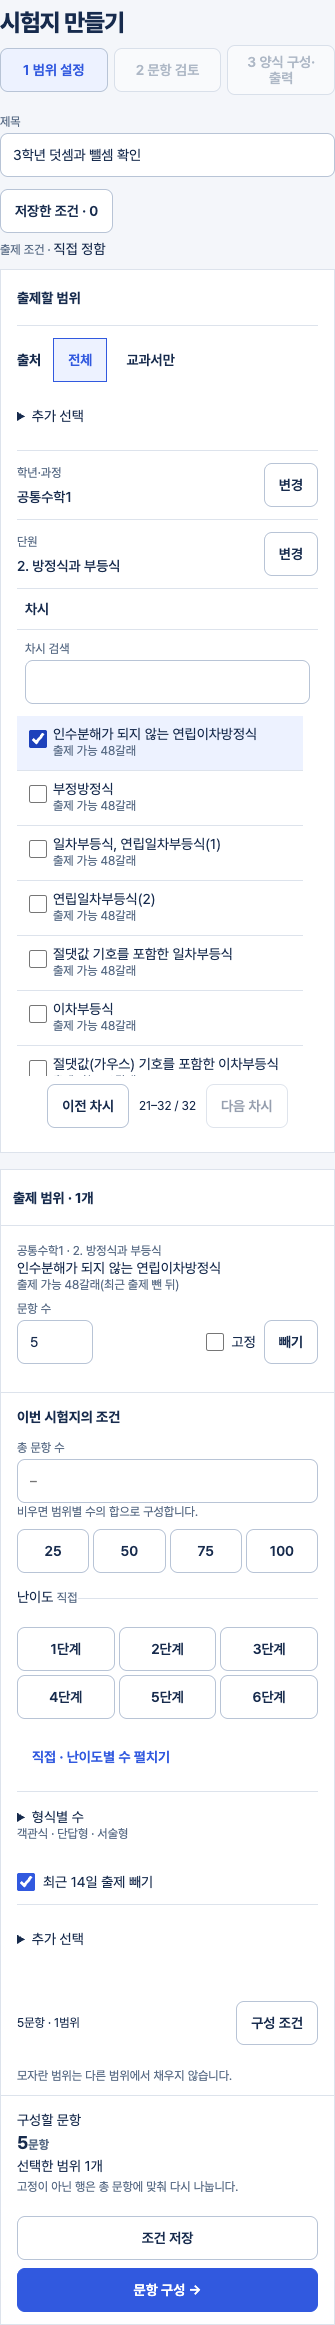 시험지 만들기
1 범위 설정
2 문항 검토
3 양식 구성·
출력
제목
3학년 덧셈과 뺄셈 확인
저장한 조건 · 0
출제 조건 · 직접 정함
출제할 범위
출처
전체
교과서만
▶ 추가 선택
학년·과정
공통수학1
변경
단원
2. 방정식과 부등식
변경
차시
차시 검색
인수분해가 되지 않는 연립이차방정식
출제 가능 48갈래
부정방정식
출제 가능 48갈래
일차부등식, 연립일차부등식(1)
출제 가능 48갈래
연립일차부등식(2)
출제 가능 48갈래
절댓값 기호를 포함한 일차부등식
출제 가능 48갈래
이차부등식
출제 가능 48갈래
절댓값(가우스) 기호를 포함한 이차부등식
이전 차시
21–32 / 32
다음 차시
출제 범위 · 1개
공통수학1 · 2. 방정식과 부등식
인수분해가 되지 않는 연립이차방정식
출제 가능 48갈래(최근 출제 뺀 뒤)
문항 수
5
고정
빼기
이번 시험지의 조건
총 문항 수
–
비우면 범위별 수의 합으로 구성합니다.
25
50
75
100
난이도 직접
1단계
2단계
3단계
4단계
5단계
6단계
직접 · 난이도별 수 펼치기
▶ 형식별 수
객관식 · 단답형 · 서술형
최근 14일 출제 빼기
▶ 추가 선택
5문항 · 1범위
구성 조건
모자란 범위는 다른 범위에서 채우지 않습니다.
구성할 문항
5문항
선택한 범위 1개
고정이 아닌 행은 총 문항에 맞춰 다시 나눕니다.
조건 저장
문항 구성 →